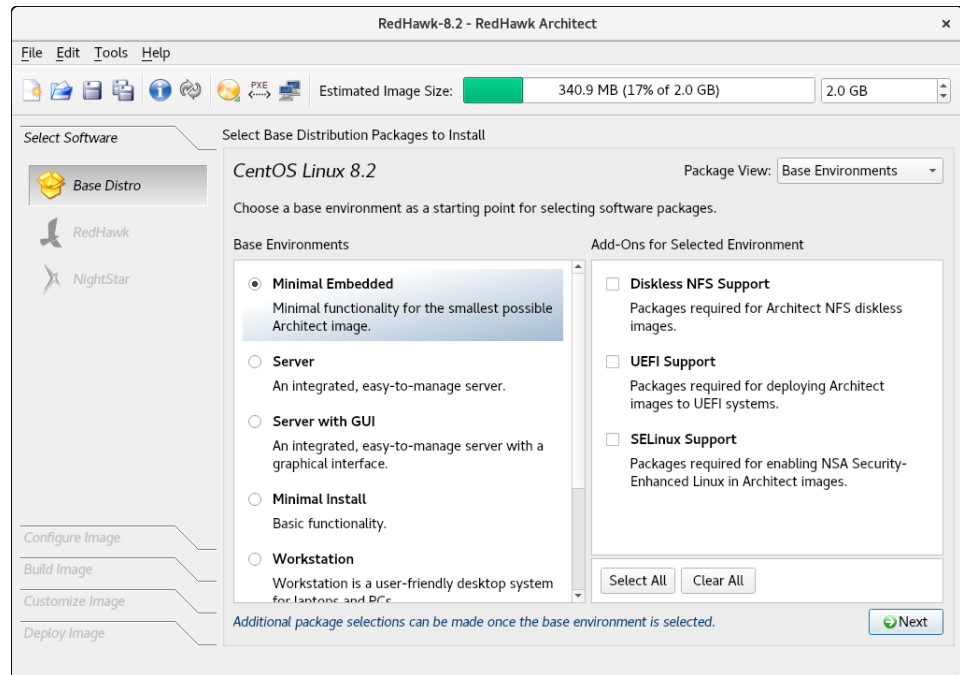 RedHawk-8.2 - RedHawk Architect
File Edit Tools Help
PXE
Estimated Image Size:
340.9 MB (17% of 2.0 GB)
2.0 GB
Select Software
Base Distro
RedHawk
NightStar
Configure Image
Build Image
Customize Image
Deploy Image
Select Base Distribution Packages to Install
CentOS Linux 8.2
Package View: Base Environments
Choose a base environment as a starting point for selecting software packages.
Base Environments
Minimal Embedded
Minimal functionality for the smallest possible
Architect image.
Server
An integrated, easy-to-manage server.
Server with GUI
An integrated, easy-to-manage server with a
graphical interface.
Minimal Install
Basic functionality.
Workstation
Workstation is a user-friendly desktop system
for laptops and PCs.
Add-Ons for Selected Environment
Diskless NFS Support
Packages required for Architect NFS diskless
images.
UEFI Support
Packages required for deploying Architect
images to UEFI systems.
SELinux Support
Packages required for enabling NSA Security-
Enhanced Linux in Architect images.
Select All
Clear All
Additional package selections can be made once the base environment is selected.
Next